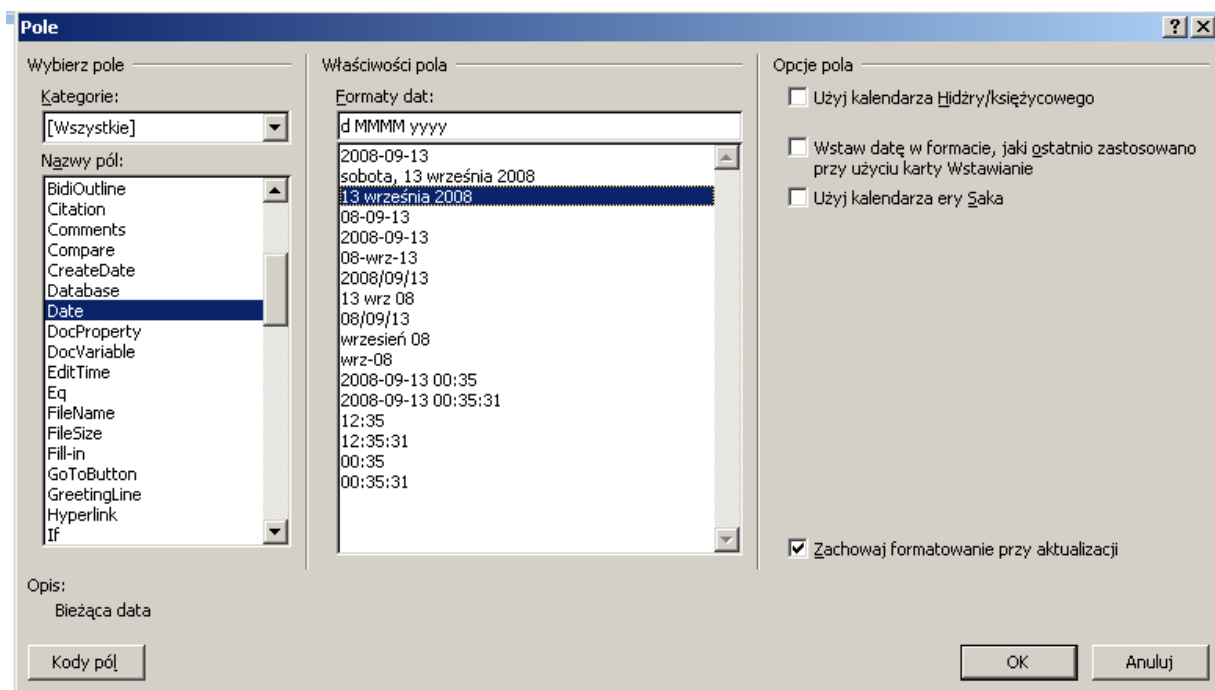 Pole
Wybierz pole
Kategorie:
[Wszystkie]
Nazwy pól:
BidiOutline
Citation
Comments
Compare
CreateDate
Database
Date
DocProperty
DocVariable
EditTime
Eq
FileName
FileSize
Fill-in
GoToButton
GreetingLine
Hyperlink
If
Właściwości pola
Formaty dat:
d MMMM yyyy
2008-09-13
sobota, 13 września 2008
13 września 2008
08-09-13
2008-09-13
08-wrz-13
2008/09/13
13 wrz 08
08/09/13
wrzesień 08
wrz-08
2008-09-13 00:35
2008-09-13 00:35:31
12:35
12:35:31
00:35
00:35:31
Opcje pola
Użyj kalendarza Hidżry/księżycowego
Wstaw datę w formacie, jaki ostatnio zastosowano
przy użyciu karty Wstawianie
Użyj kalendarza ery Saka
Zachowaj formatowanie przy aktualizacji
Opis:
Bieżąca data
Kody pól
OK
Anuluj